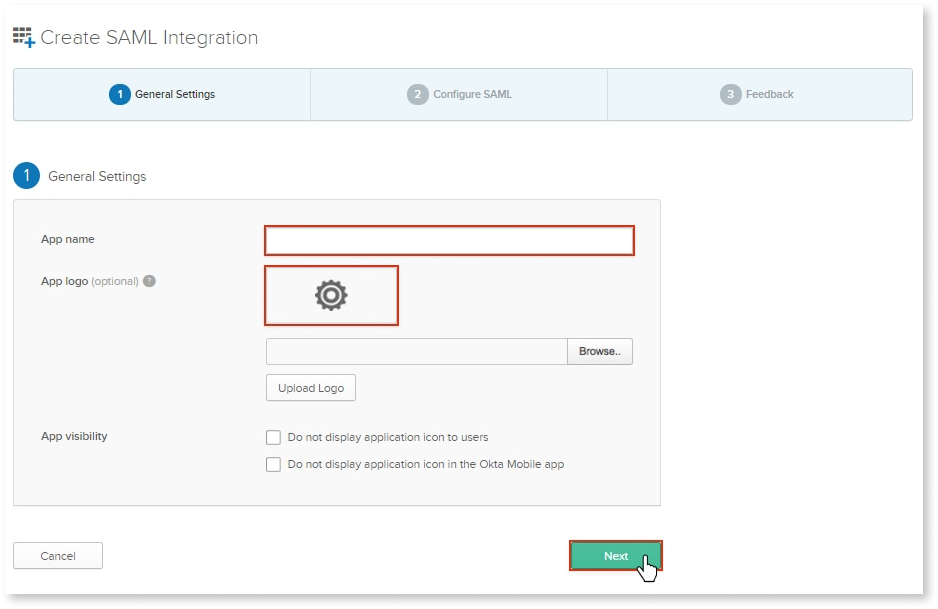 Create SAML Integration
1 General Settings
2 Configure SAML
3 Feedback
1 General Settings
App name
App logo (optional) ?
Browse..
Upload Logo
App visibility
Do not display application icon to users
Do not display application icon in the Okta Mobile app
Cancel
Next